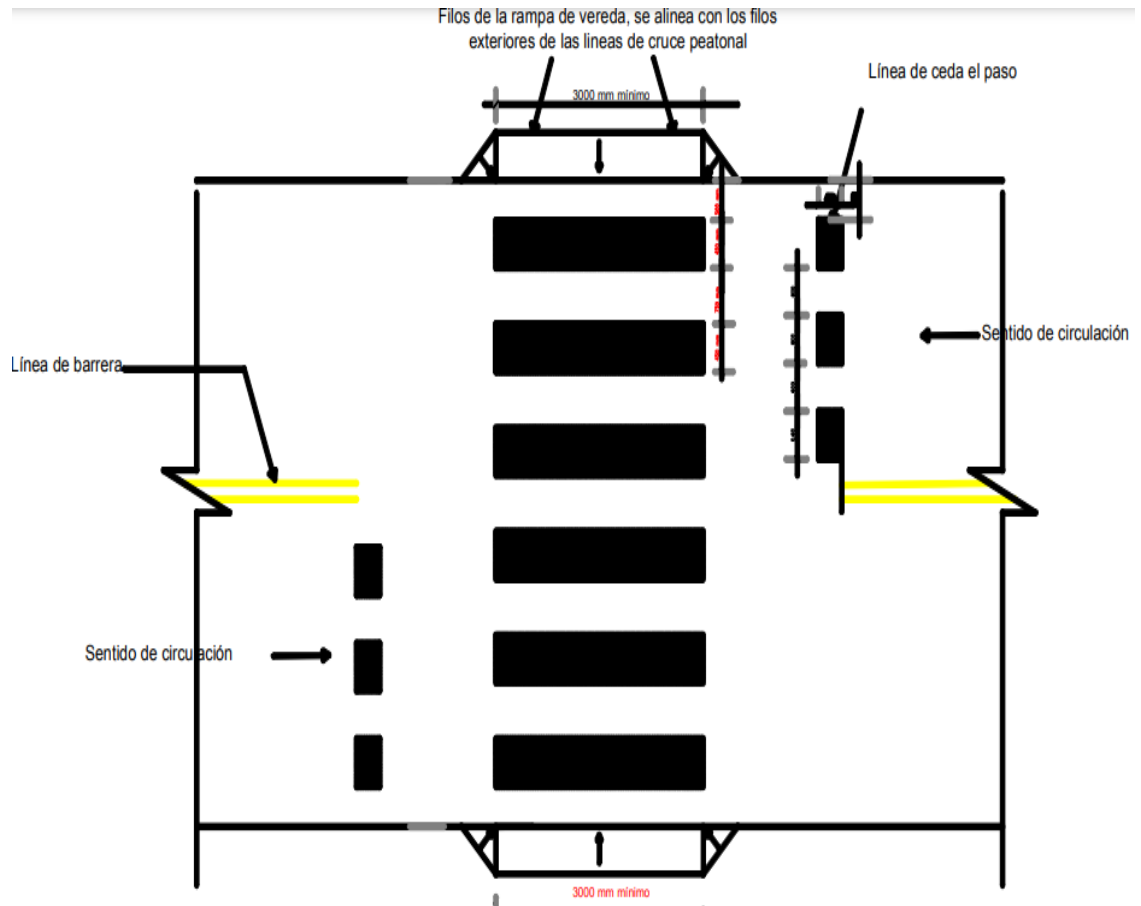 Filos de la rampa de vereda, se alinea con los filos
exteriores de las lineas de cruce peatonal
Línea de ceda el paso
3000 mm mínimo
Sentido de circulación
Línea de barrera
Sentido de circulación
3000 mm mínimo